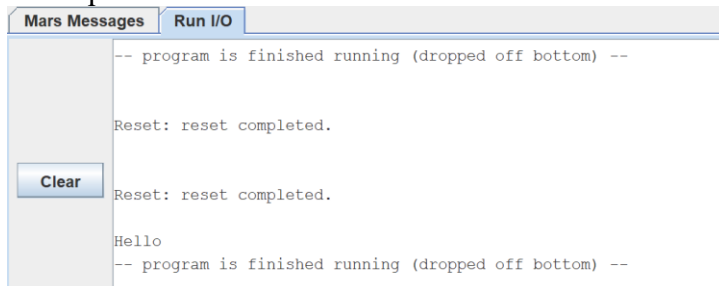 Mars Messages Run I/O
-- program is finished running (dropped off bottom) --
Reset: reset completed.
Clear
Reset: reset completed.
Hello
-- program is finished running (dropped off bottom) --